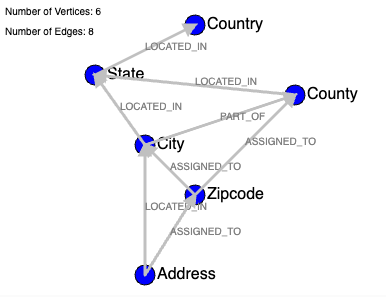 Number of Vertices: 6
Country
Number of Edges: 8
LOCATED_IN
State
LOCATED_IN
County
LOCATED_IN
PART_OF
City
ASSIGNED_TO
ASSIGNED_TO
Zipcode
LOCATED_IN
ASSIGNED_TO
Address